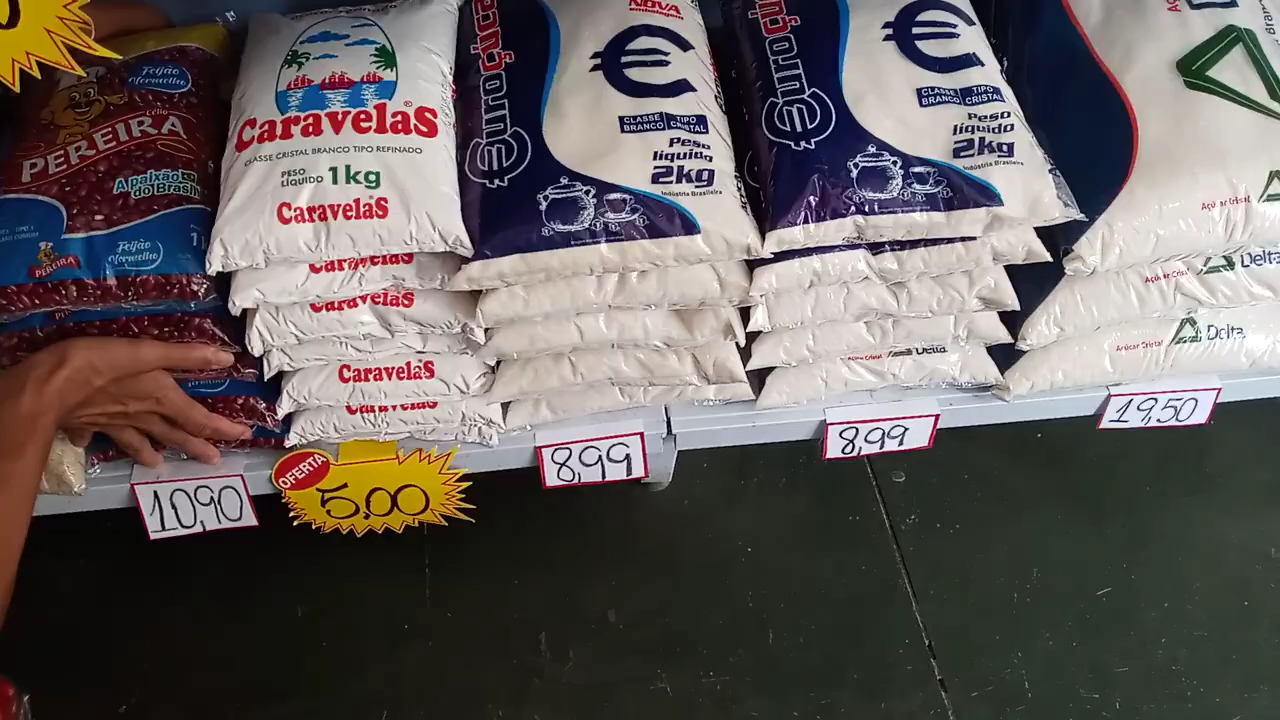 Feijão
Vermelho
Célio
PEREIRA
A paixão
do Brasil
Feijão
Vermelho
PEREIRA
CaravelaS
CLASSE CRISTAL BRANCO TIPO REFINADO
PESO
LÍQUIDO 1kg
CaravelaS
CaravelaS
CaravelaS
CaravelaS
CaravelaS
NOVA
embalagem
€
CLASSE BRANCO TIPO CRISTAL
Peso
líquido
2kg
Indústria Brasileira
€
CLASSE BRANCO TIPO CRISTAL
Peso
líquido
2kg
Indústria Brasileira
Delta
Açúcar Cristal
Açúcar Cristal Delta
Açúcar Cristal Delta
10,90
OFERTA
5,00
8,99
8,99
19,50